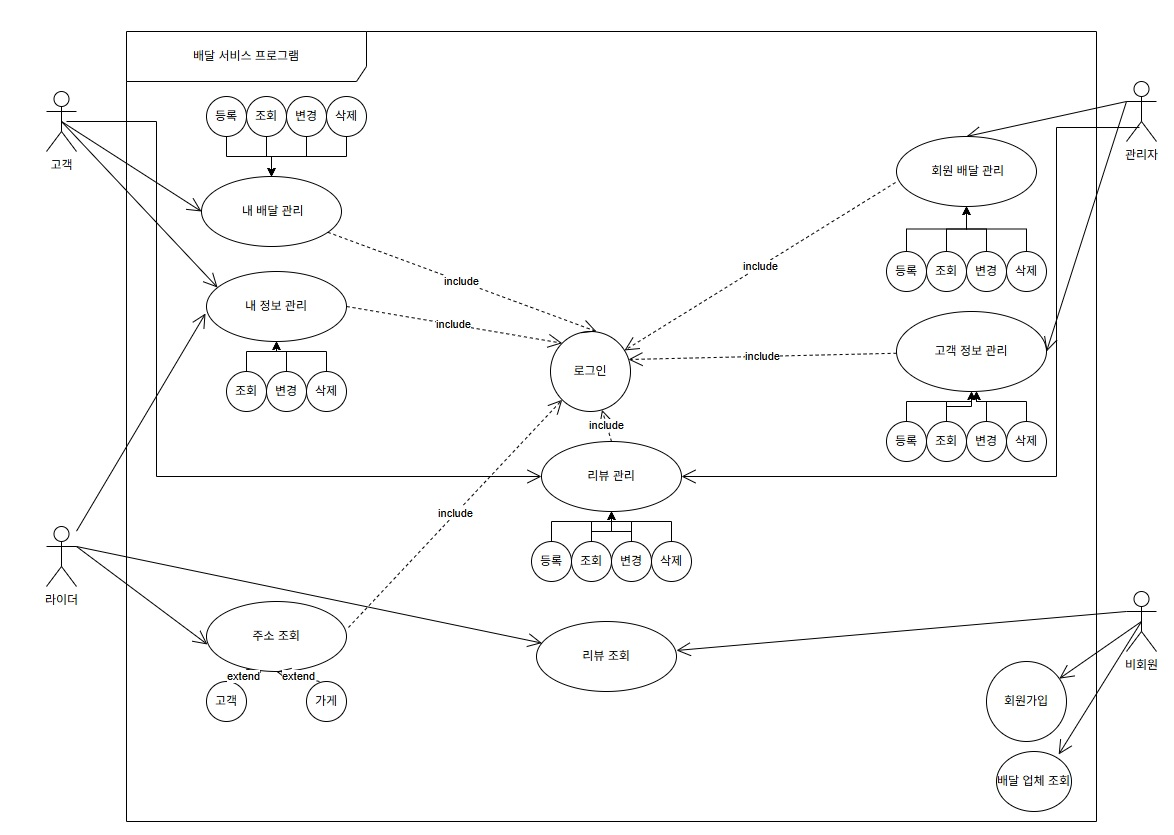 배달 서비스 프로그램
등록
조회
변경
삭제
고객
관리자
회원 배달 관리
내 배달 관리
include
include
등록
조회
변경
삭제
내 정보 관리
include
고객 정보 관리
include
로그인
조회
변경
삭제
include
등록
조회
변경
삭제
리뷰 관리
include
등록
조회
변경
삭제
라이더
주소 조회
리뷰 조회
비회원
extend
extend
고객
가게
회원가입
배달 업체 조회